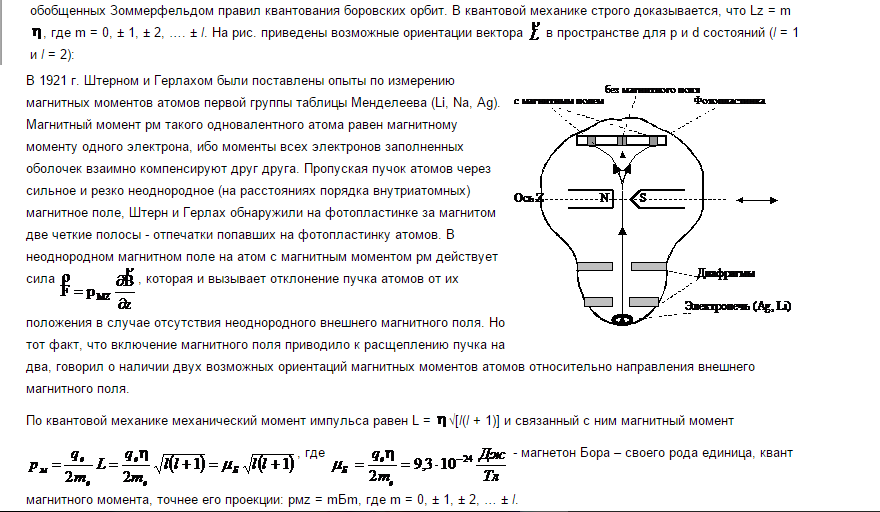 обобщенных Зоммерфельдом правил квантования боровских орбит. В квантовой механике строго доказывается, что Lz = m
η, где m = 0, ± 1, ± 2, …. ± l. На рис. приведены возможные ориентации вектора L в пространстве для p и d состояний (l = 1
и l = 2):
В 1921 г. Штерном и Герлахом были поставлены опыты по измерению
магнитных моментов атомов первой группы таблицы Менделеева (Li, Na, Ag).
Магнитный момент pм такого одновалентного атома равен магнитному
моменту одного электрона, ибо моменты всех электронов заполненных
оболочек взаимно компенсируют друг друга. Пропуская пучок атомов через
сильное и резко неоднородное (на расстояниях порядка внутриатомных)
магнитное поле, Штерн и Герлах обнаружили на фотопластинке за магнитом
две четкие полосы - отпечатки попавших на фотопластинку атомов. В
неоднородном магнитном поле на атом с магнитным моментом pм действует
сила F = pмz ∂B/∂z , которая и вызывает отклонение пучка атомов от их
положения в случае отсутствия неоднородного внешнего магнитного поля. Но
тот факт, что включение магнитного поля приводило к расщеплению пучка на
два, говорил о наличии двух возможных ориентаций магнитных моментов атомов относительно направления внешнего
магнитного поля.
без магнитного поля
с магнитным полем
Фотопластинка
Ось Z
N
S
Диафрагмы
Электропечь (Ag, Li)
По квантовой механике механический момент импульса равен L = η √[l(l + 1)] и связанный с ним магнитный момент
pм = qe/2me L = qeη/2me √l(l+1) = μБ √l(l+1) , где μБ = qeη/2me = 9,3·10⁻²⁴ Дж/Тл - магнетон Бора – своего рода единица, квант
магнитного момента, точнее его проекции: pмz = mБm, где m = 0, ± 1, ± 2, … ± l.